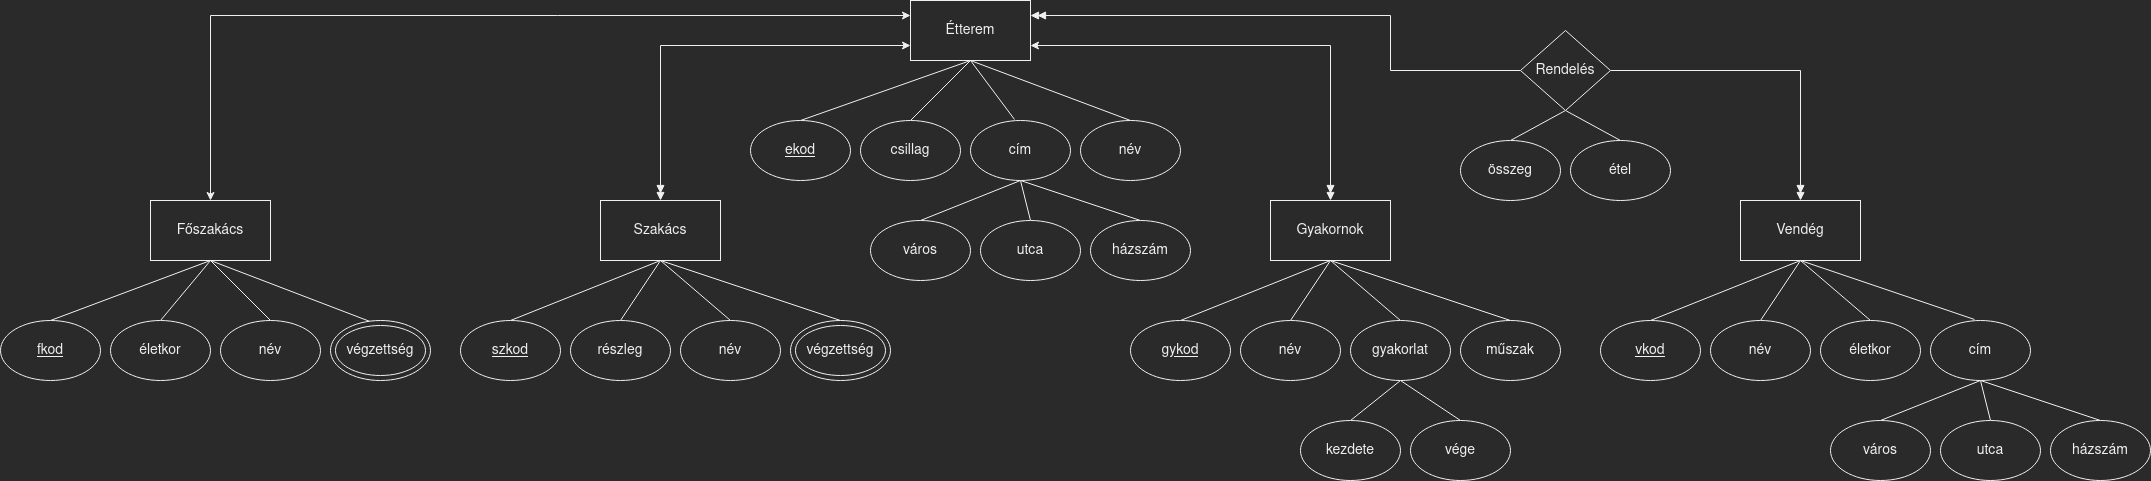 Étterem
Rendelés
ekod
csillag
cím
név
összeg
étel
Főszakács
Szakács
város
utca
házszám
Gyakornok
Vendég
fkod
életkor
név
végzettség
szkod
részleg
név
végzettség
gykod
név
gyakorlat
műszak
vkod
név
életkor
cím
kezdete
vége
város
utca
házszám